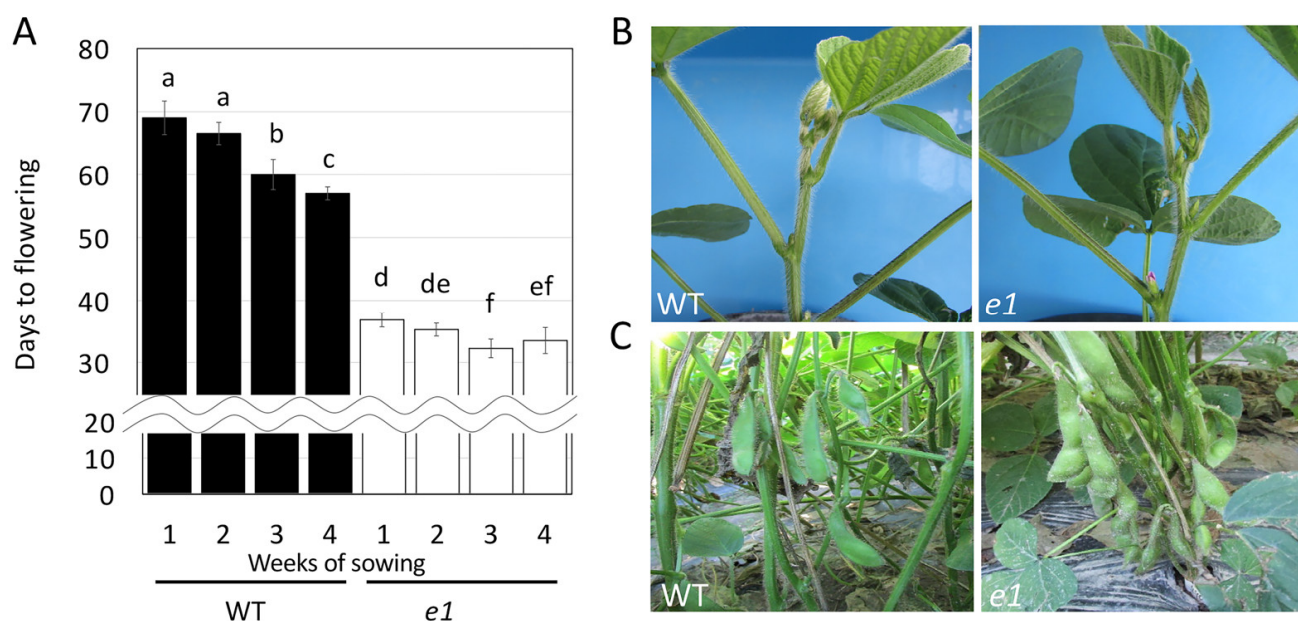 A
B
C
80
70
60
50
40
30
20
10
0
Days to flowering
a
a
b
c
d
de
f
ef
1 2 3 4 1 2 3 4
Weeks of sowing
WT e1
WT
e1
WT
e1